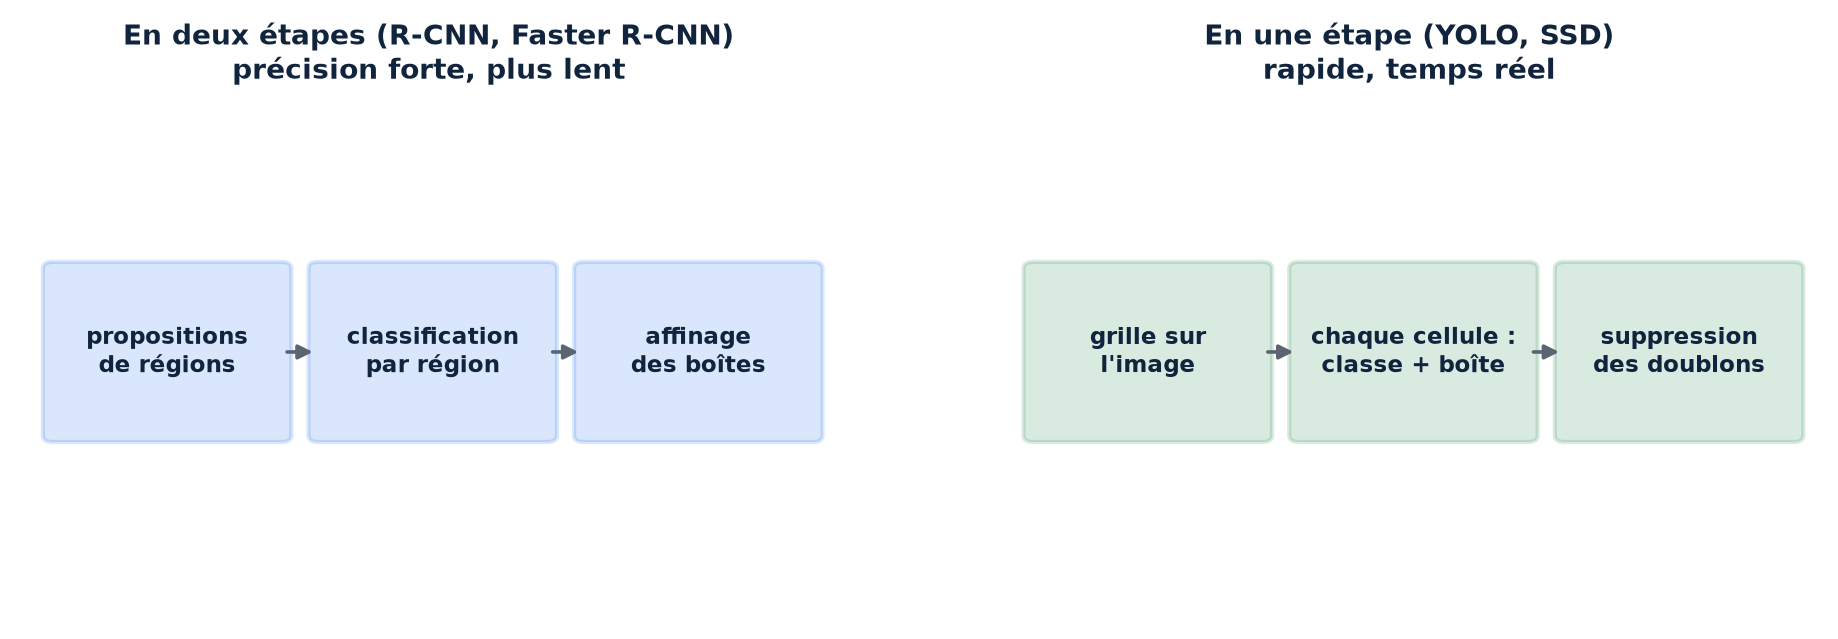 En deux étapes (R-CNN, Faster R-CNN)
précision forte, plus lent
propositions
de régions
classification
par région
affinage
des boîtes
En une étape (YOLO, SSD)
rapide, temps réel
grille sur
l'image
chaque cellule :
classe + boîte
suppression
des doublons